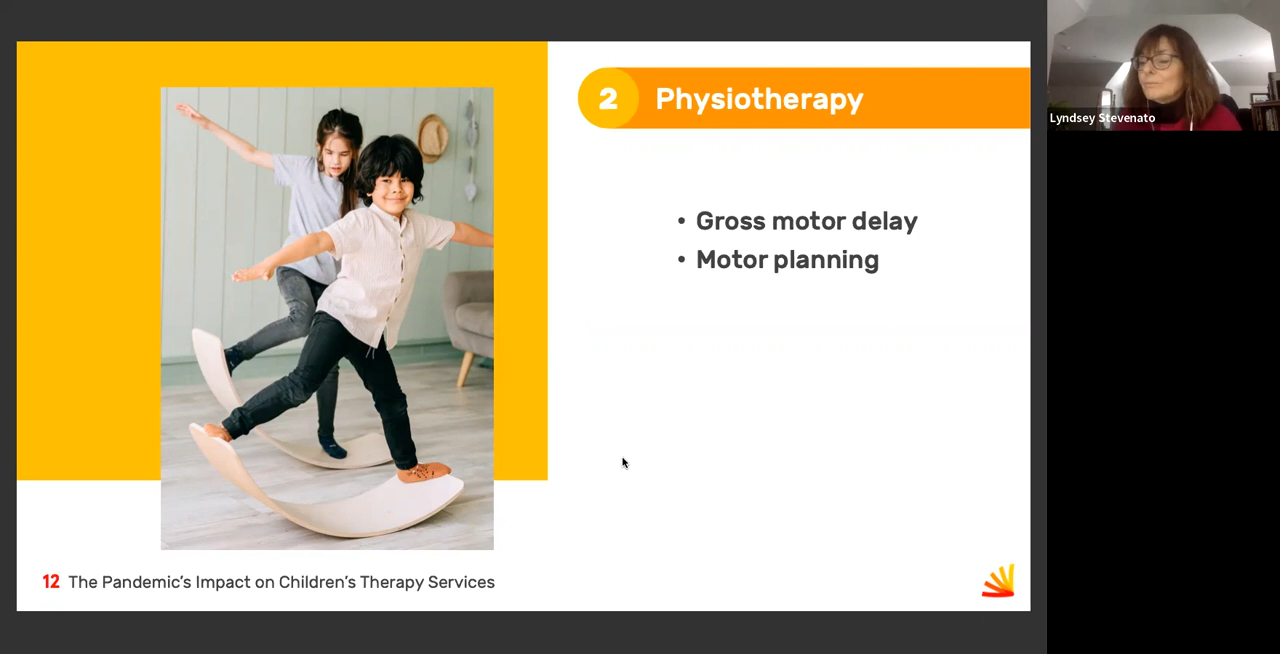 2 Physiotherapy
• Gross motor delay
• Motor planning
12 The Pandemic's Impact on Children's Therapy Services
Lyndsey Stevenato